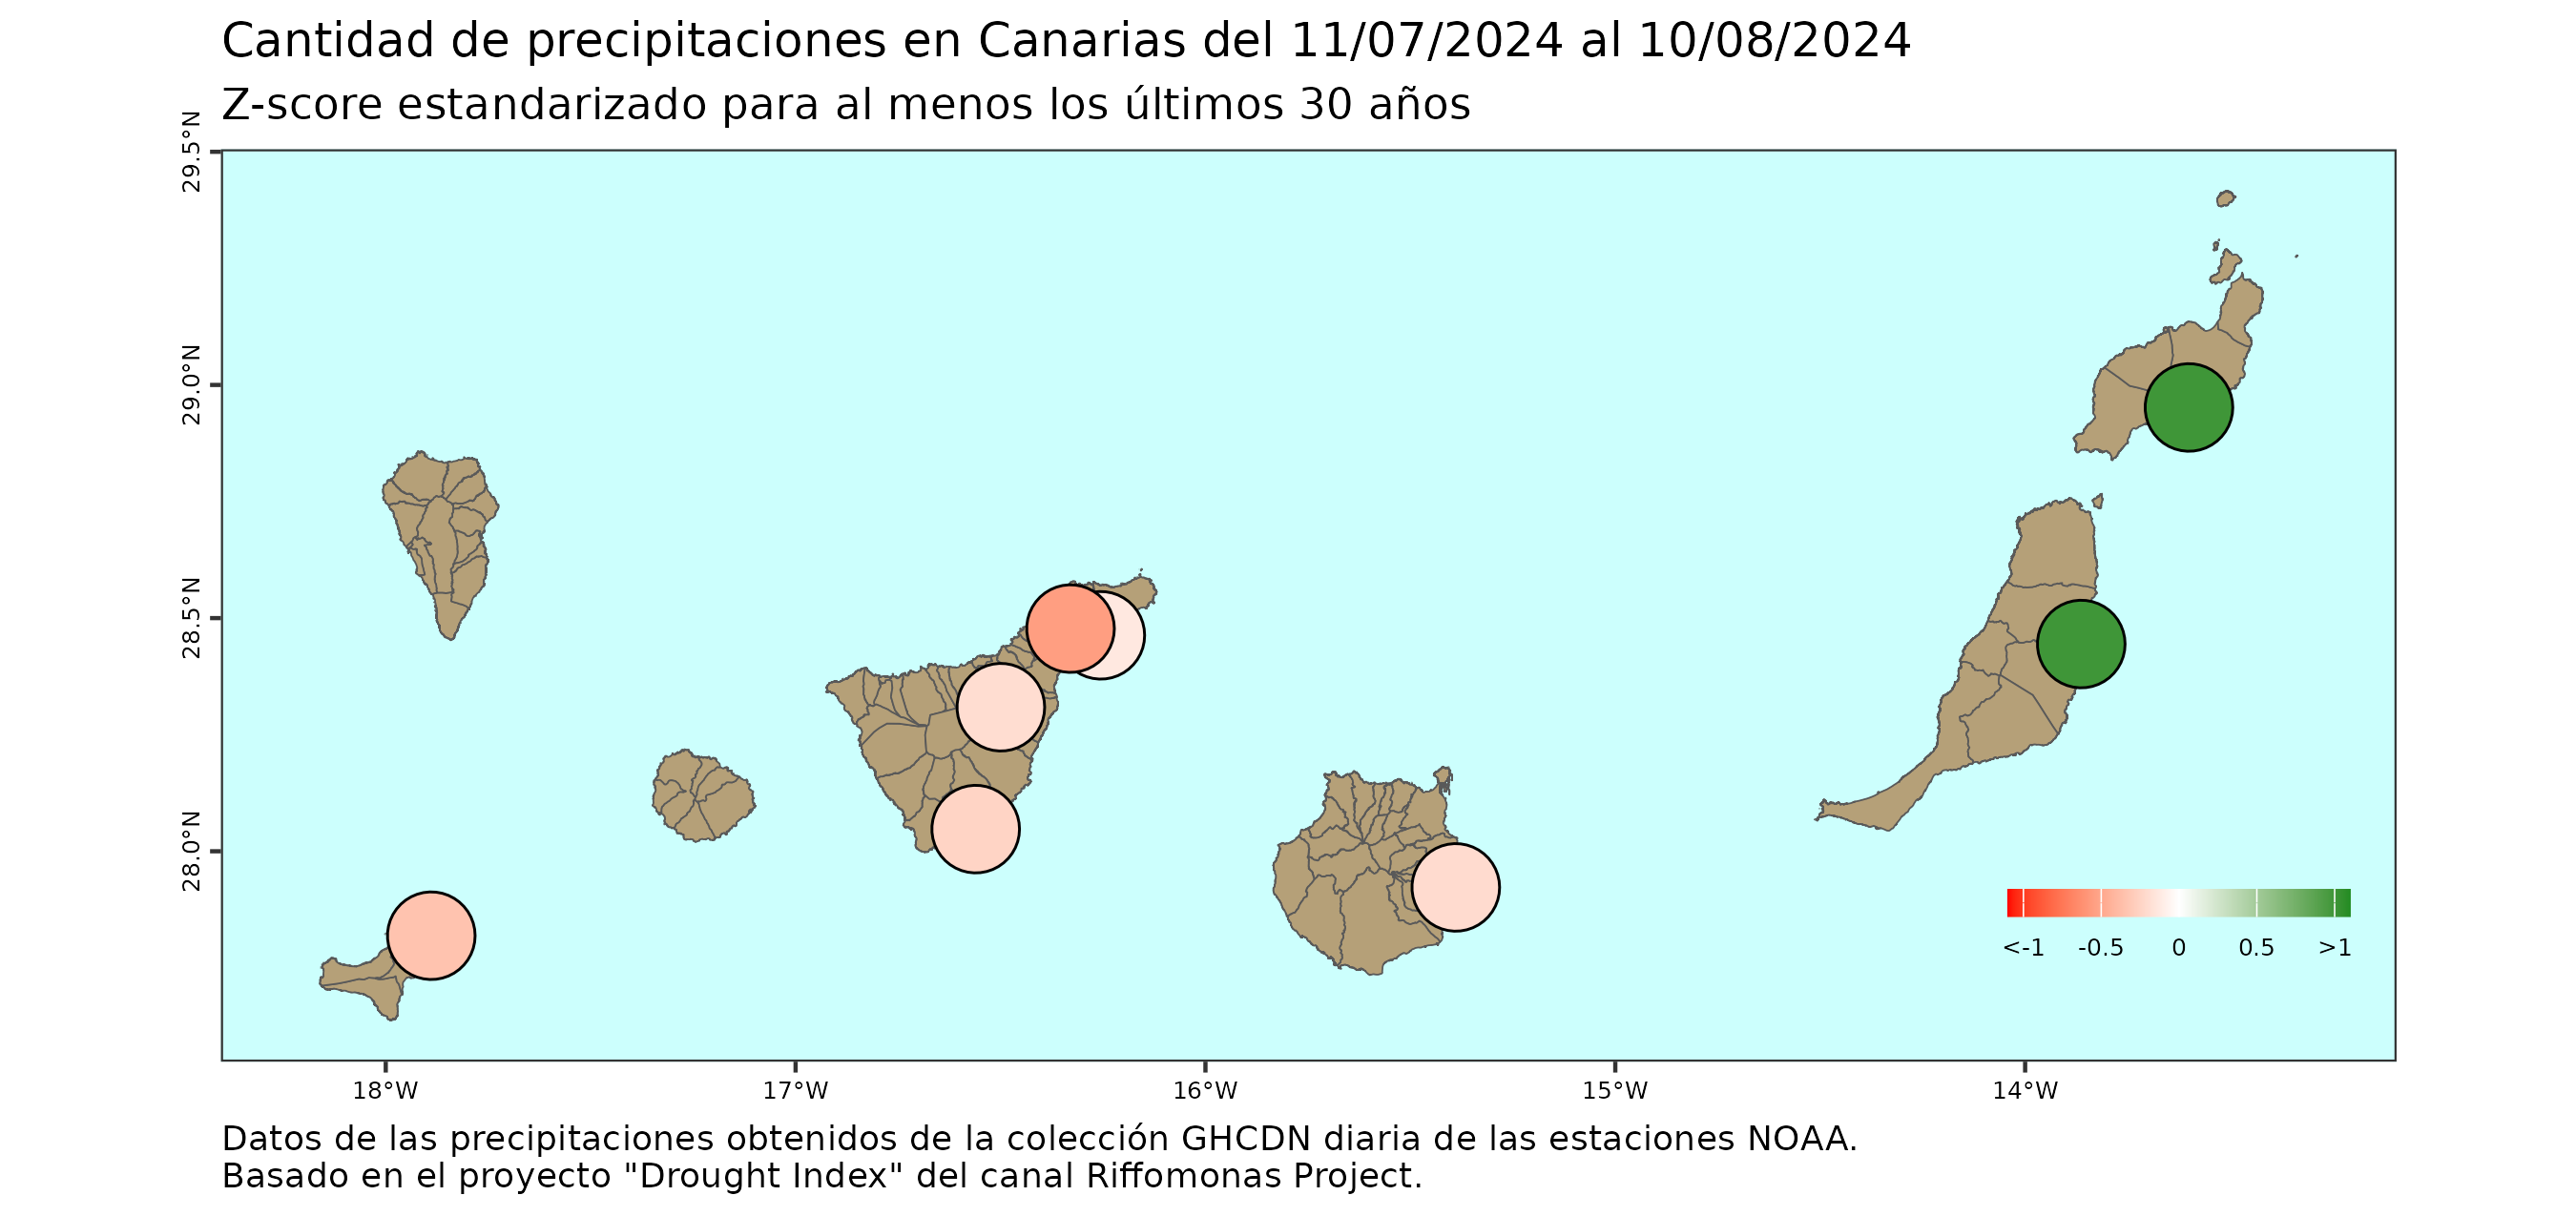 Cantidad de precipitaciones en Canarias del 11/07/2024 al 10/08/2024
Z-score estandarizado para al menos los últimos 30 años
29.5°N
29.0°N
28.5°N
28.0°N
<-1 -0.5 0 0.5 >1
18°W 17°W 16°W 15°W 14°W
Datos de las precipitaciones obtenidos de la colección GHCDN diaria de las estaciones NOAA.
Basado en el proyecto "Drought Index" del canal Riffomonas Project.